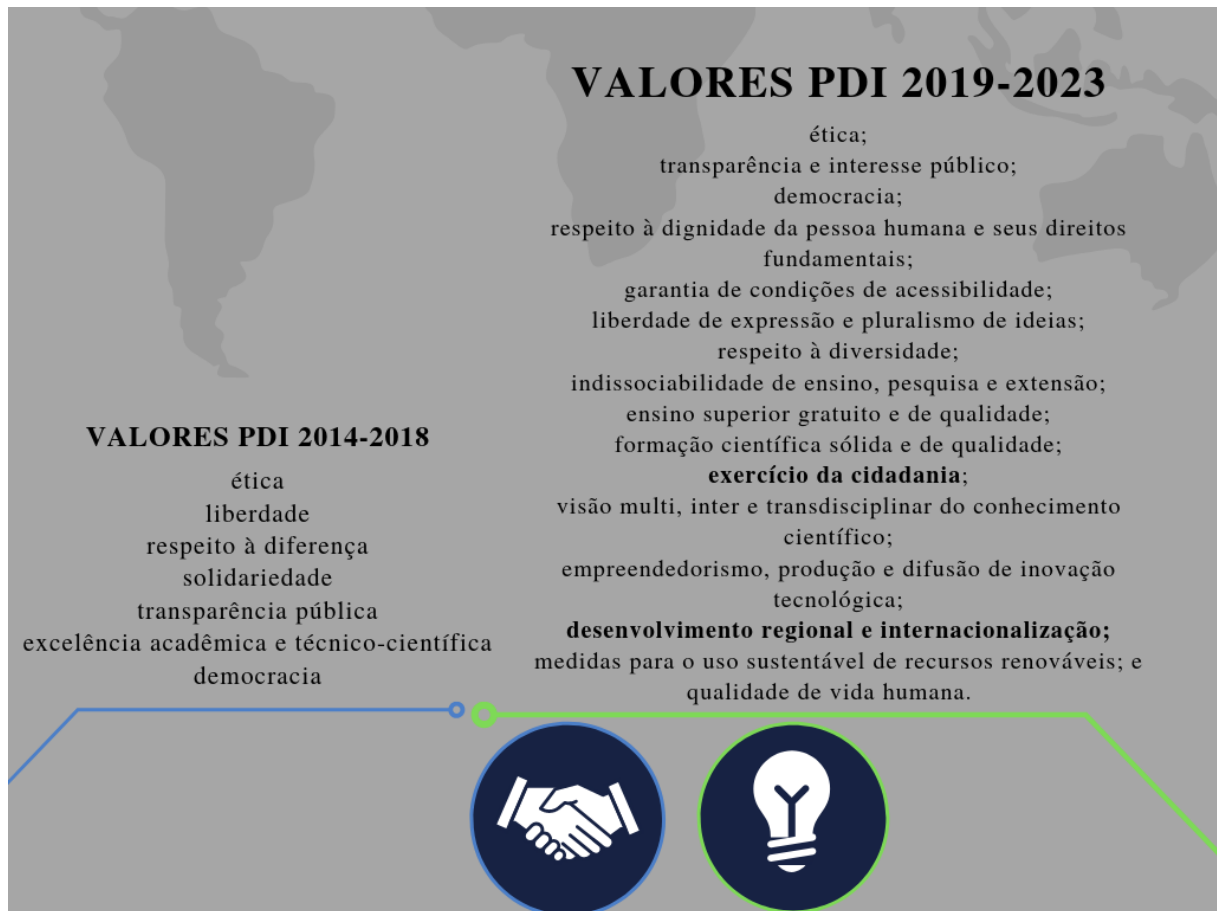 VALORES PDI 2019-2023
ética;
transparência e interesse público;
democracia;
respeito à dignidade da pessoa humana e seus direitos
fundamentais;
garantia de condições de acessibilidade;
liberdade de expressão e pluralismo de ideias;
respeito à diversidade;
indissociabilidade de ensino, pesquisa e extensão;
ensino superior gratuito e de qualidade;
formação científica sólida e de qualidade;
exercício da cidadania;
visão multi, inter e transdisciplinar do conhecimento
científico;
empreendedorismo, produção e difusão de inovação
tecnológica;
desenvolvimento regional e internacionalização;
medidas para o uso sustentável de recursos renováveis; e
qualidade de vida humana.
VALORES PDI 2014-2018
ética
liberdade
respeito à diferença
solidariedade
transparência pública
excelência acadêmica e técnico-científica
democracia